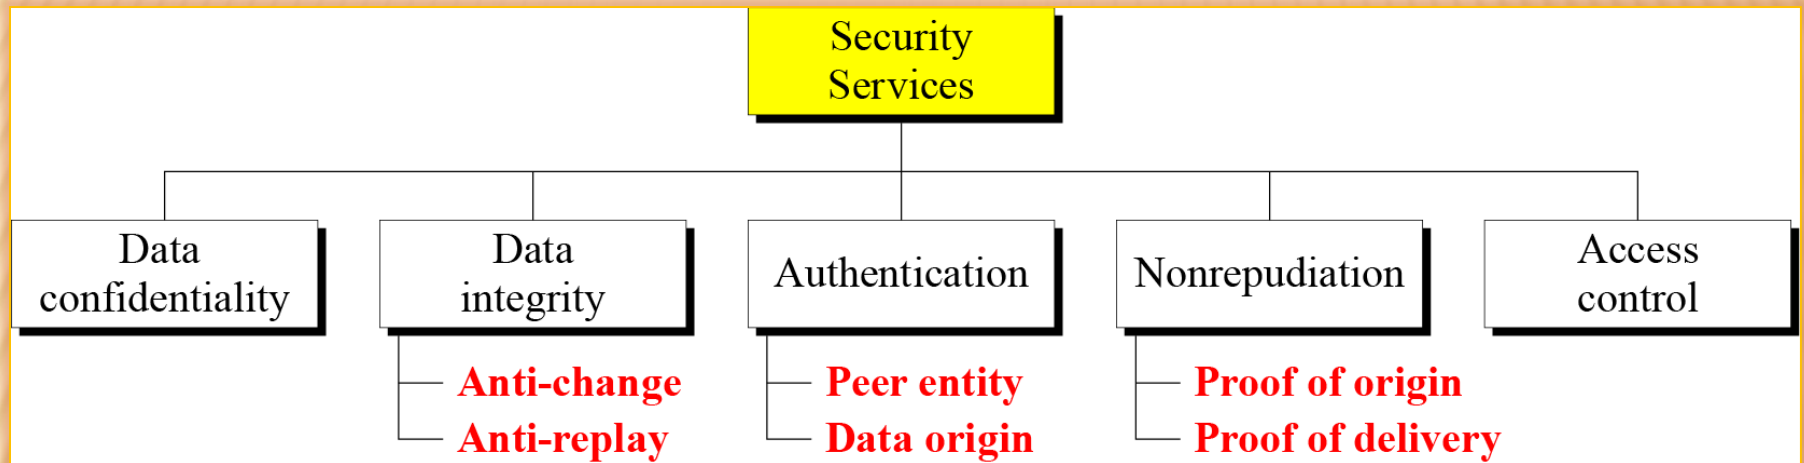 Security
Services
Data
confidentiality
Data
integrity
Authentication
Nonrepudiation
Access
control
Anti-change
Anti-replay
Peer entity
Data origin
Proof of origin
Proof of delivery